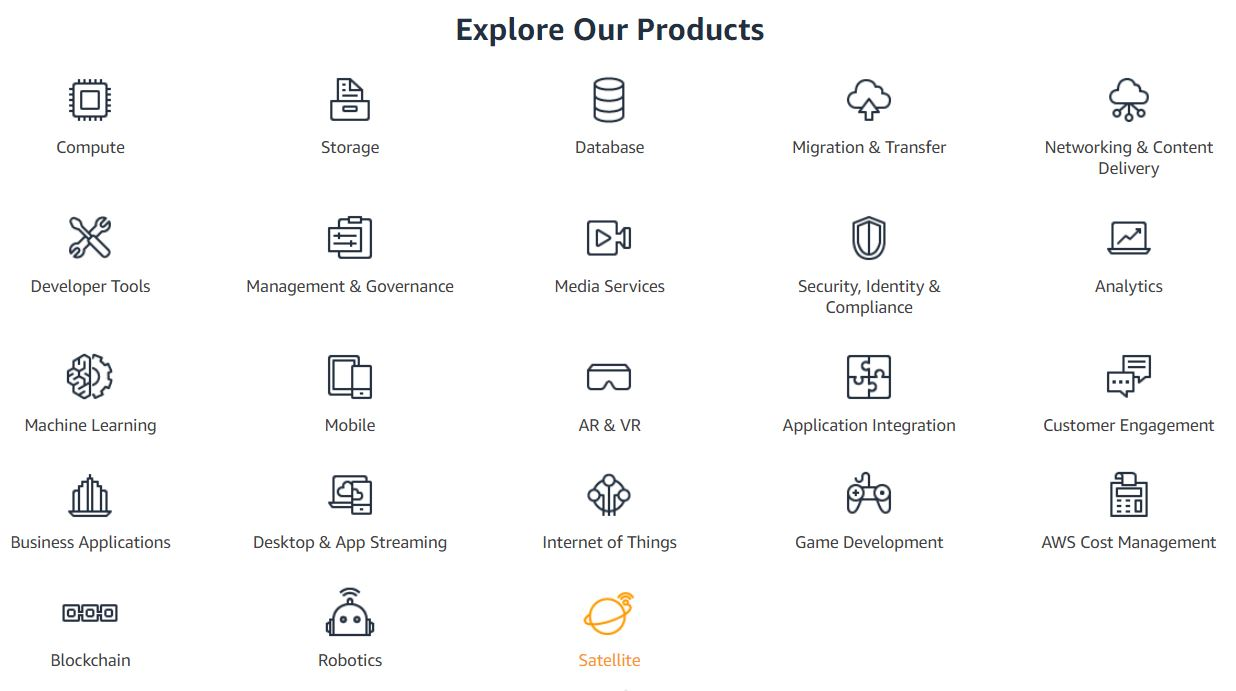 Explore Our Products
Compute
Storage
Database
Migration & Transfer
Networking & Content
Delivery
Developer Tools
Management & Governance
Media Services
Security, Identity &
Compliance
Analytics
Machine Learning
Mobile
AR & VR
Application Integration
Customer Engagement
Business Applications
Desktop & App Streaming
Internet of Things
Game Development
AWS Cost Management
Blockchain
Robotics
Satellite